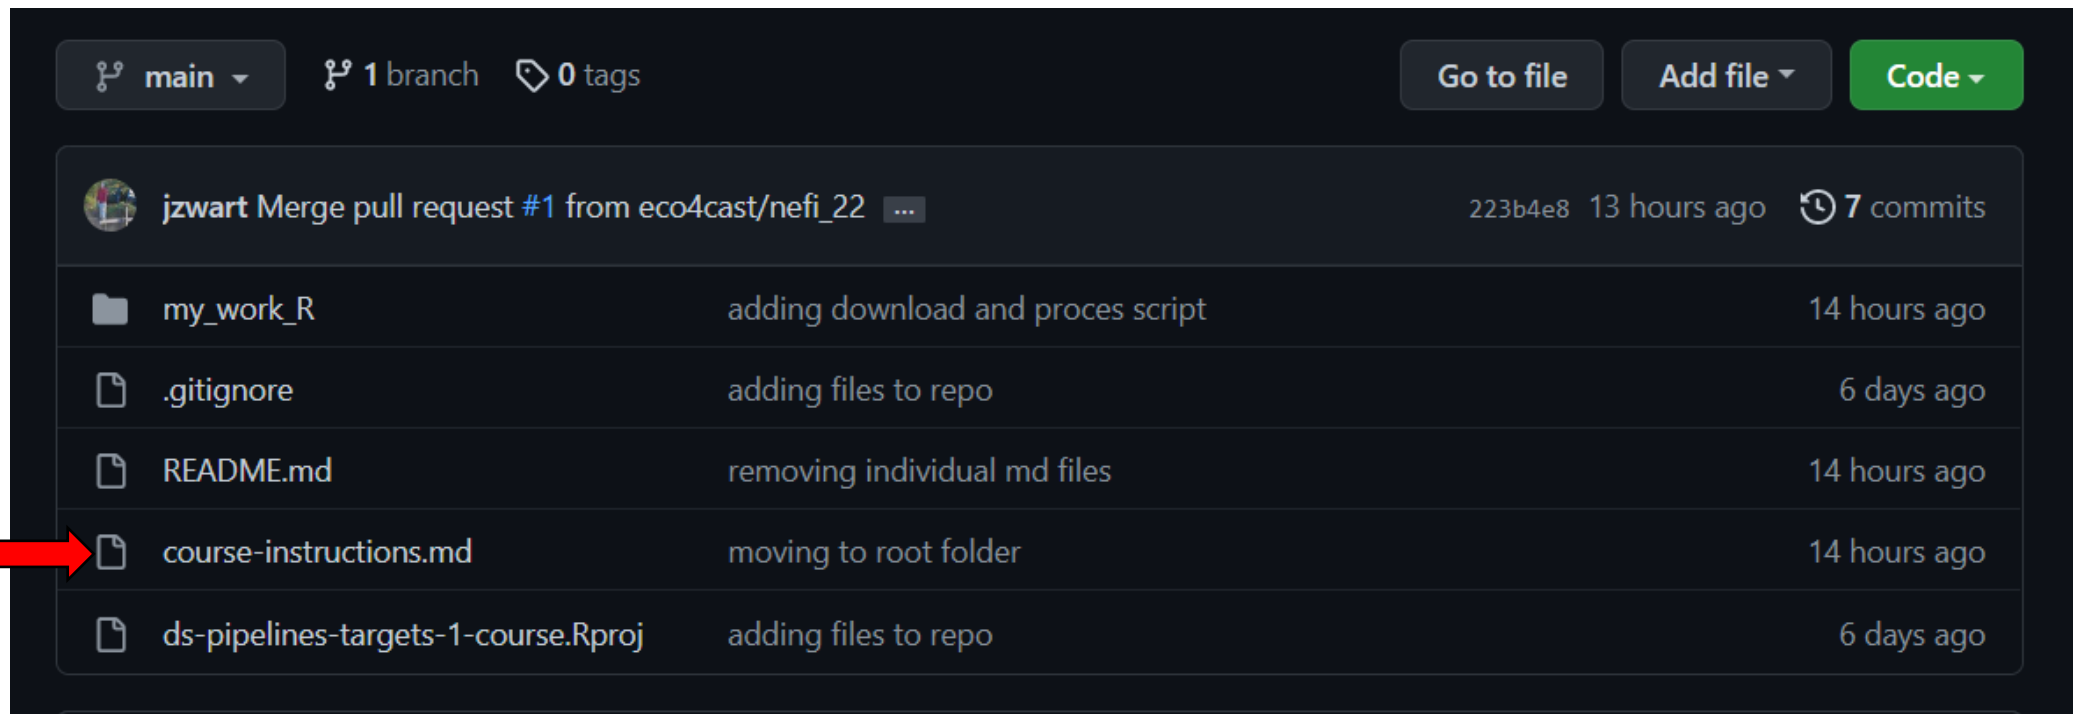 main 1 branch 0 tags Go to file Add file Code
jzwart Merge pull request #1 from eco4cast/nefi_22 ... 223b4e8 13 hours ago 7 commits
my_work_R adding download and proces script 14 hours ago
.gitignore adding files to repo 6 days ago
README.md removing individual md files 14 hours ago
course-instructions.md moving to root folder 14 hours ago
ds-pipelines-targets-1-course.Rproj adding files to repo 6 days ago